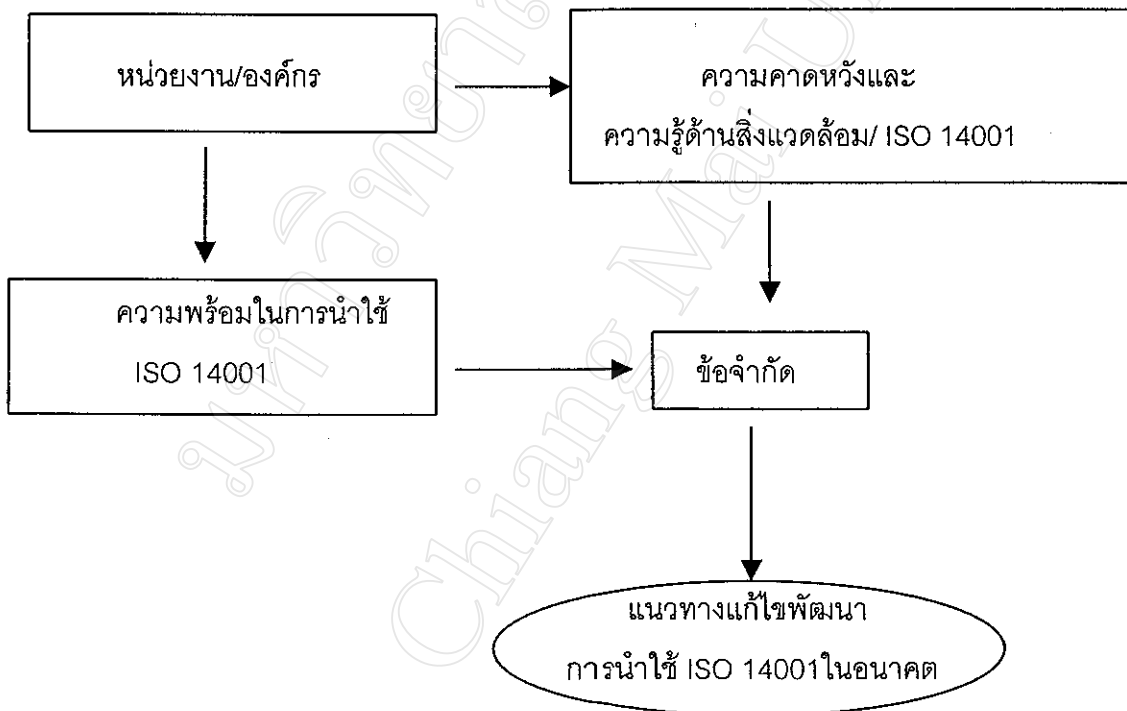 หน่วยงาน/องค์กร
ความคาดหวังและ
ความรู้ด้านสิ่งแวดล้อม/ ISO 14001
ความพร้อมในการนำใช้
ISO 14001
ข้อจำกัด
แนวทางแก้ไขพัฒนา
การนำใช้ ISO 14001ในอนาคต
Chiang Mai U